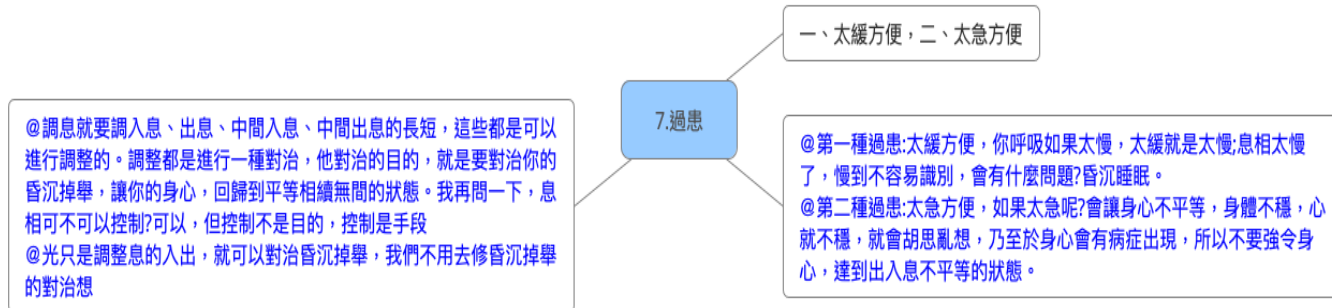 一、太緩方便，二、太急方便
7.過患
@調息就要調入息、出息、中間入息、中間出息的長短，這些都是可以
進行調整的。調整都是進行一種對治，他對治的目的，就是要對治你的
昏沉掉舉，讓你的身心，回歸到平等相續無間的狀態。我再問一下，息
相可不可以控制?可以，但控制不是目的，控制是手段
@光只是調整息的入出，就可以對治昏沉掉舉，我們不用去修昏沉掉舉
的對治想
@第一種過患:太緩方便，你呼吸如果太慢，太緩就是太慢;息相太慢
了，慢到不容易識別，會有什麼問題?昏沉睡眠。
@第二種過患:太急方便，如果太急呢?會讓身心不平等，身體不穩，心
就不穩，就會胡思亂想，乃至於身心會有病症出現，所以不要強令身
心，達到出入息不平等的狀態。